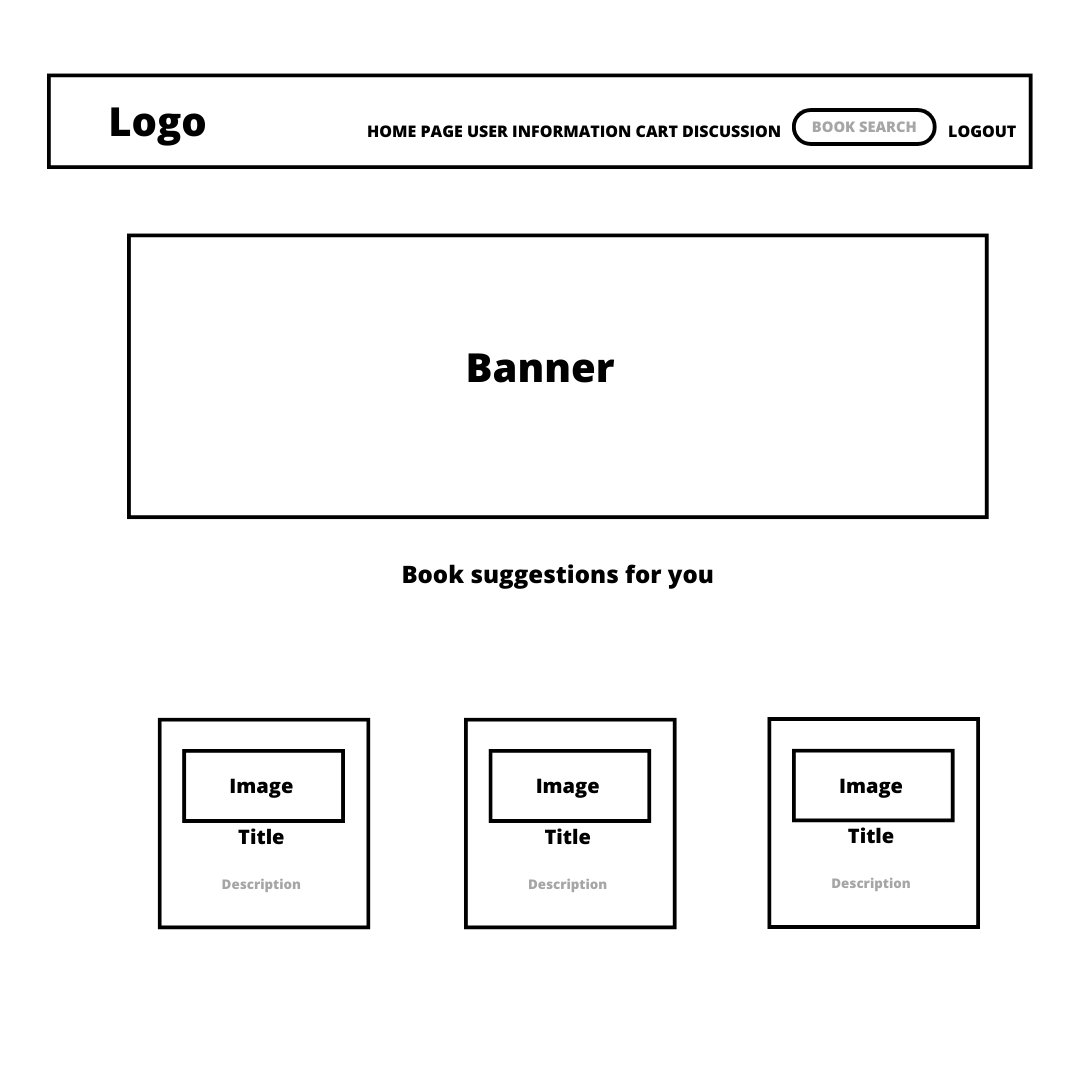 Logo
HOME PAGE USER INFORMATION CART DISCUSSION
BOOK SEARCH
LOGOUT
Banner
Book suggestions for you
Image
Title
Description
Image
Title
Description
Image
Title
Description